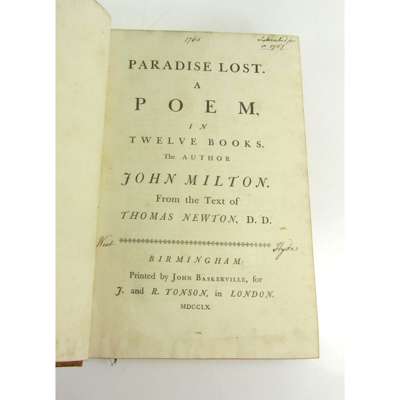 1760
PARADISE LOST.
A
POEM,
IN
TWELVE BOOKS.
The AUTHOR
JOHN MILTON.
From the Text of
THOMAS NEWTON, D. D.
BIRMINGHAM:
Printed by JOHN BASKERVILLE, for
J. and R. TONSON, in LONDON.
MDCCLX.